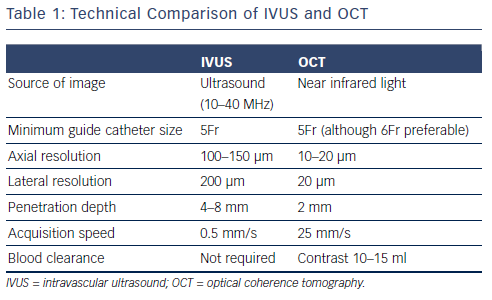 Table 1: Technical Comparison of IVUS and OCT
IVUS OCT
Source of image Ultrasound Near infrared light
(10–40 MHz)
Minimum guide catheter size 5Fr 5Fr (although 6Fr preferable)
Axial resolution 100–150 µm 10–20 µm
Lateral resolution 200 µm 20 µm
Penetration depth 4–8 mm 2 mm
Acquisition speed 0.5 mm/s 25 mm/s
Blood clearance Not required Contrast 10–15 ml
IVUS = intravascular ultrasound; OCT = optical coherence tomography.